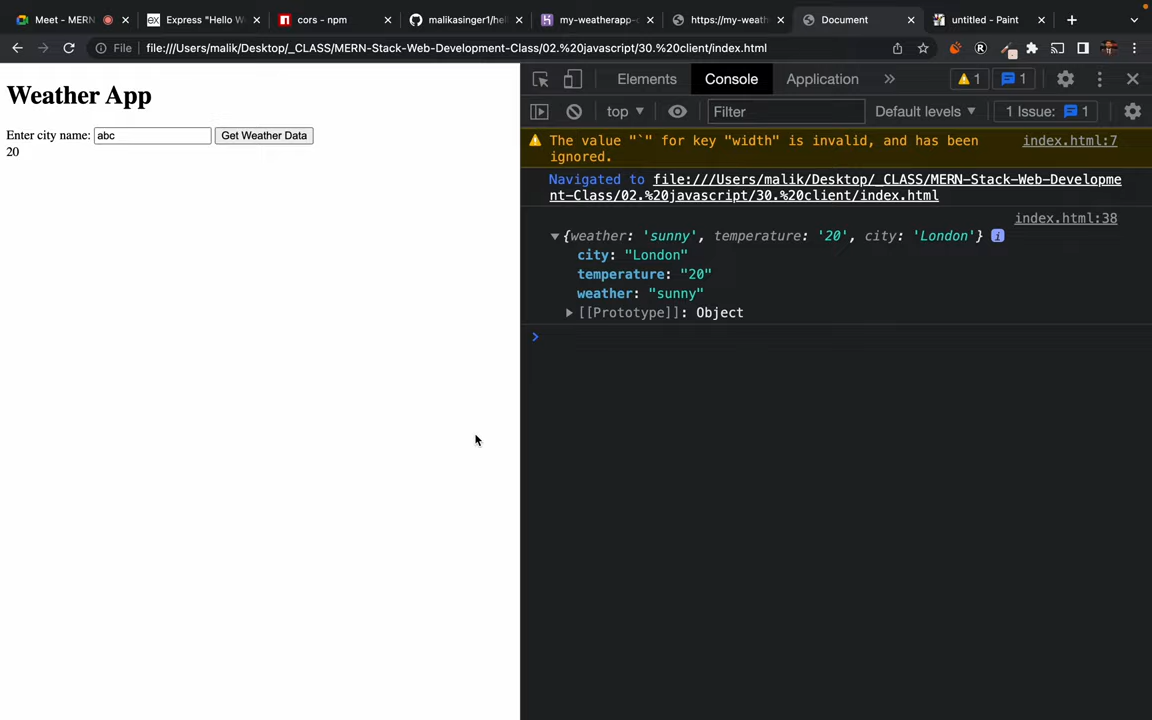 Meet - MERN
Express "Hello W
cors - npm
malikasinger1/hel
my-weatherapp-
https://my-weath
Document
untitled - Paint
File
file:///Users/malik/Desktop/_CLASS/MERN-Stack-Web-Development-Class/02.%20javascript/30.%20client/index.html
Weather App
Enter city name: abc Get Weather Data
20
Elements Console Application 1 1
top Filter Default levels 1 Issue: 1
The value "`" for key "width" is invalid, and has been index.html:7
ignored.
Navigated to file:///Users/malik/Desktop/_CLASS/MERN-Stack-Web-Developme
nt-Class/02.%20javascript/30.%20client/index.html
index.html:38
{weather: 'sunny', temperature: '20', city: 'London'}
city: "London"
temperature: "20"
weather: "sunny"
[[Prototype]]: Object